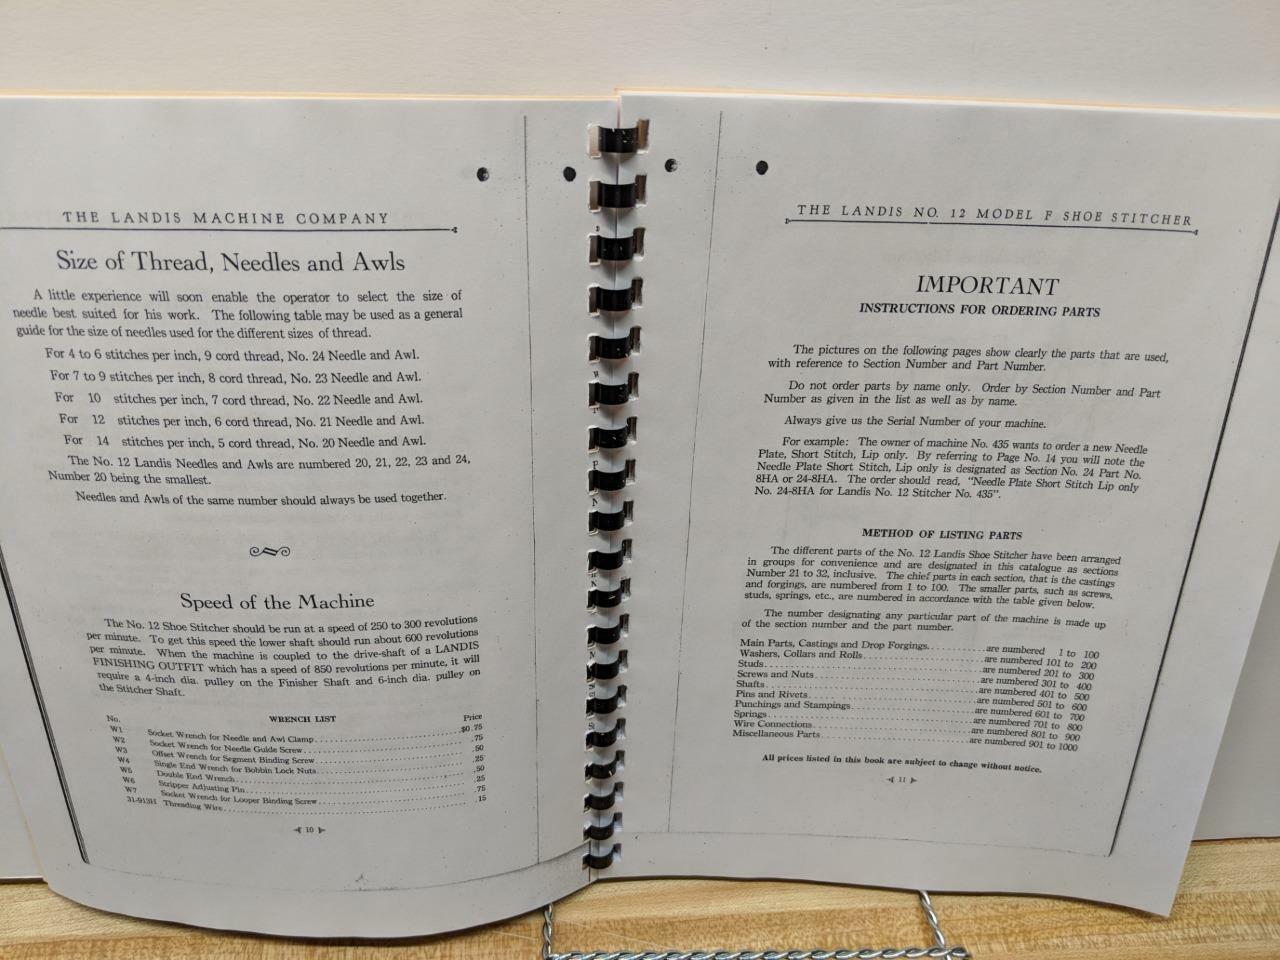 THE LANDIS MACHINE COMPANY
Size of Thread, Needles and Awls
A little experience will soon enable the operator to select the size of
needle best suited for his work. The following table may be used as a general
guide for the size of needles used for the different sizes of thread.
For 4 to 6 stitches per inch, 9 cord thread, No. 24 Needle and Awl.
For 7 to 9 stitches per inch, 8 cord thread, No. 23 Needle and Awl.
For 10 stitches per inch, 7 cord thread, No. 22 Needle and Awl.
For 12 stitches per inch, 6 cord thread, No. 21 Needle and Awl.
For 14 stitches per inch, 5 cord thread, No. 20 Needle and Awl.
The No. 12 Landis Needles and Awls are numbered 20, 21, 22, 23 and 24,
Number 20 being the smallest.
Needles and Awls of the same number should always be used together.
Speed of the Machine
The No. 12 Shoe Stitcher should be run at a speed of 250 to 300 revolutions
per minute. To get this speed the lower shaft should run about 600 revolutions
per minute. When the machine is coupled to the drive-shaft of a LANDIS
FINISHING OUTFIT which has a speed of 850 revolutions per minute, it will
require a 4-inch dia. pulley on the Finisher Shaft and 6-inch dia. pulley on
the Stitcher Shaft.
No. WRENCH LIST Price
W1 Socket Wrench for Needle and Awl Clamp $0.75
W2 Socket Wrench for Needle Guide Screw .75
W3 Offset Wrench for Segment Binding Screw .50
W4 Single End Wrench for Bobbin Lock Nuts .25
W5 Double End Wrench .50
W6 Stripper Adjusting Pin .25
W7 Socket Wrench for Looper Binding Screw .75
31-913H Threading Wire .15
10
THE LANDIS NO. 12 MODEL F SHOE STITCHER
IMPORTANT
INSTRUCTIONS FOR ORDERING PARTS
The pictures on the following pages show clearly the parts that are used,
with reference to Section Number and Part Number.
Do not order parts by name only. Order by Section Number and Part
Number as given in the list as well as by name.
Always give us the Serial Number of your machine.
For example: The owner of machine No. 435 wants to order a new Needle
Plate, Short Stitch, Lip only. By referring to Page No. 14 you will note the
Needle Plate Short Stitch, Lip only is designated as Section No. 24 Part No.
8HA or 24-8HA. The order should read, "Needle Plate Short Stitch Lip only
No. 24-8HA for Landis No. 12 Stitcher No. 435".
METHOD OF LISTING PARTS
The different parts of the No. 12 Landis Shoe Stitcher have been arranged
in groups for convenience and are designated in this catalogue as sections
Number 21 to 32, inclusive. The chief parts in each section, that is the castings
and forgings, are numbered from 1 to 100. The smaller parts, such as screws,
studs, springs, etc., are numbered in accordance with the table given below.
The number designating any particular part of the machine is made up
of the section number and the part number.
Main Parts, Castings and Drop Forgings are numbered 1 to 100
Washers, Collars and Rolls are numbered 101 to 200
Studs are numbered 201 to 300
Screws and Nuts are numbered 301 to 400
Shafts are numbered 401 to 500
Pins and Rivets are numbered 501 to 600
Punchings and Stampings are numbered 601 to 700
Springs are numbered 701 to 800
Wire Connections are numbered 801 to 900
Miscellaneous Parts are numbered 901 to 1000
All prices listed in this book are subject to change without notice.
11